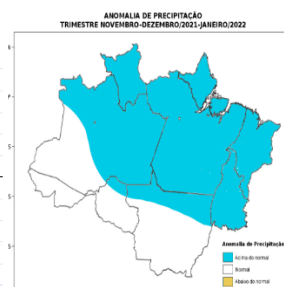 ANOMALIA DE PRECIPITAÇÃO
TRIMESTRE NOVEMBRO-DEZEMBRO/2021-JANEIRO/2022
Anomalia de Precipitação
Acima do normal
Normal
Abaixo do normal